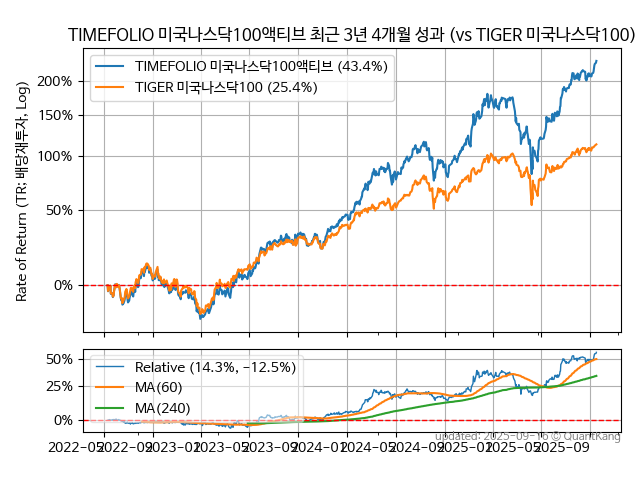 TIMEFOLIO 미국나스닥100액티브 최근 3년 4개월 성과 (vs TIGER 미국나스닥100)
TIMEFOLIO 미국나스닥100액티브 (43.4%)
TIGER 미국나스닥100 (25.4%)
Rate of Return (TR: 배당재투자, Log)
200%
150%
100%
50%
0%
50%
25%
0%
Relative (14.3%, −12.5%)
MA(60)
MA(240)
2022-05 2022-09 2023-01 2023-05 2023-09 2024-01 2024-05 2024-09 2025-01 2025-05 2025-09
updated: 2025-09-16 © QuantKang